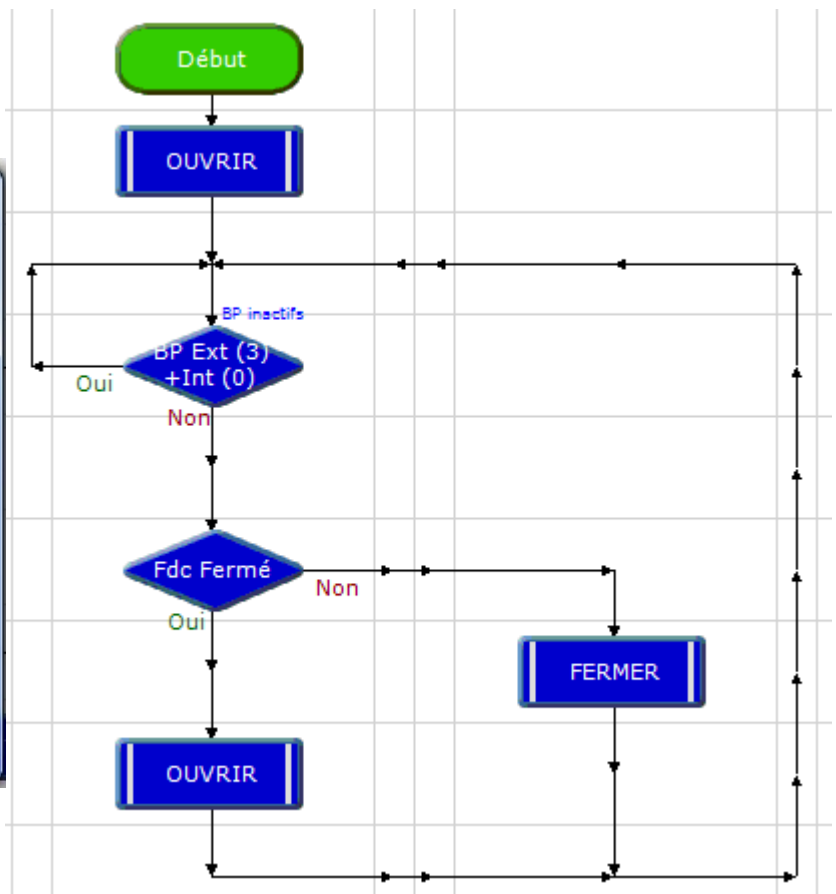 Début
OUVRIR
BP inactifs
BP Ext (3)
+Int (0)
Oui
Non
Fdc Fermé
Non
Oui
FERMER
OUVRIR